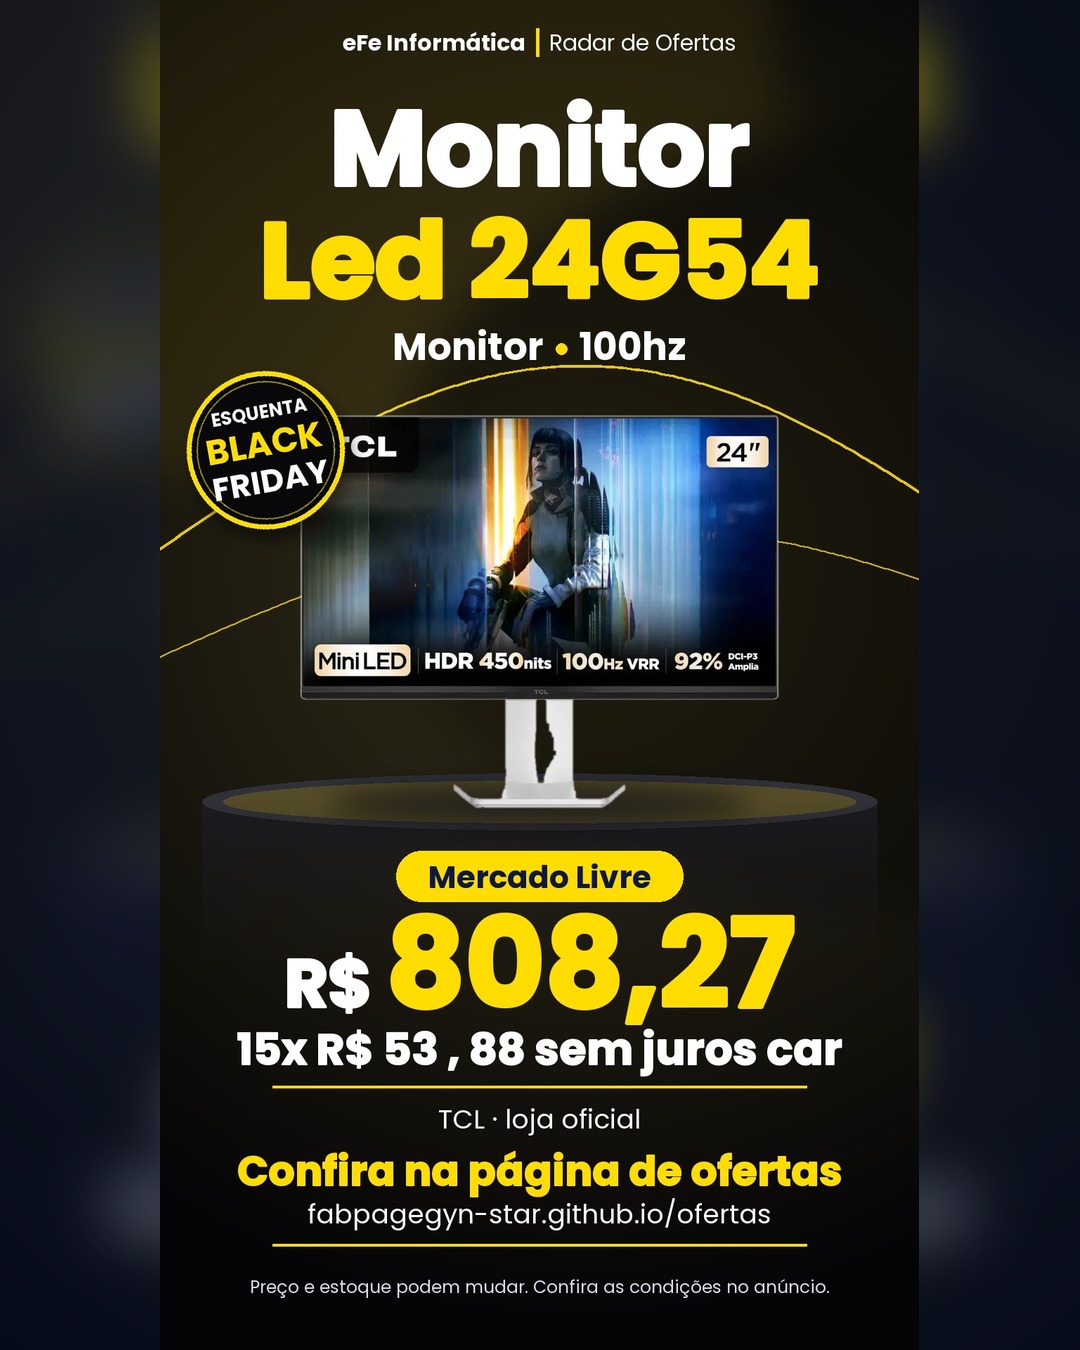 eFe Informática | Radar de Ofertas
Monitor
Led 24G54
Monitor • 100hz
ESQUENTA
BLACK
FRIDAY
TCL
24"
Mini LED
HDR 450nits
100Hz VRR
92% DCI-P3
Amplia
TCL
Mercado Livre
R$ 808,27
15x R$ 53 , 88 sem juros car
TCL · loja oficial
Confira na página de ofertas
fabpagegyn-star.github.io/ofertas
Preço e estoque podem mudar. Confira as condições no anúncio.